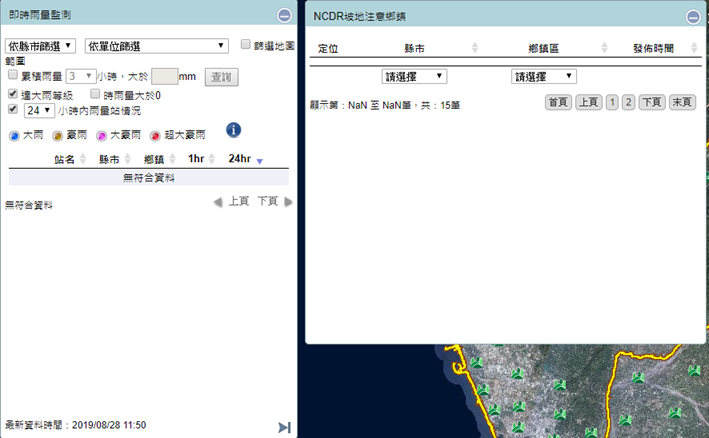 即時雨量監測
依縣市篩選 依單位篩選 篩選地圖
範圍
累積雨量 3 小時，大於 mm 查詢
達大雨等級 時雨量大於0
24 小時內雨量站情況
大雨 豪雨 大豪雨 超大豪雨
站名 縣市 鄉鎮 1hr 24hr
無符合資料
無符合資料 上頁 下頁
最新資料時間：2019/08/28 11:50
NCDR坡地注意鄉鎮
定位 縣市 鄉鎮區 發佈時間
請選擇 請選擇
顯示第：NaN 至 NaN筆，共：15筆 首頁 上頁 1 2 下頁 末頁